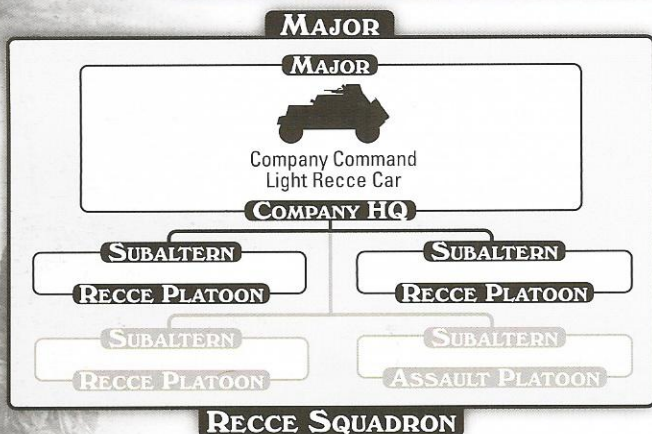 MAJOR
MAJOR
Company Command
Light Recce Car
COMPANY HQ
SUBALTERN SUBALTERN
RECCE PLATOON RECCE PLATOON
SUBALTERN SUBALTERN
RECCE PLATOON ASSAULT PLATOON
RECCE SQUADRON